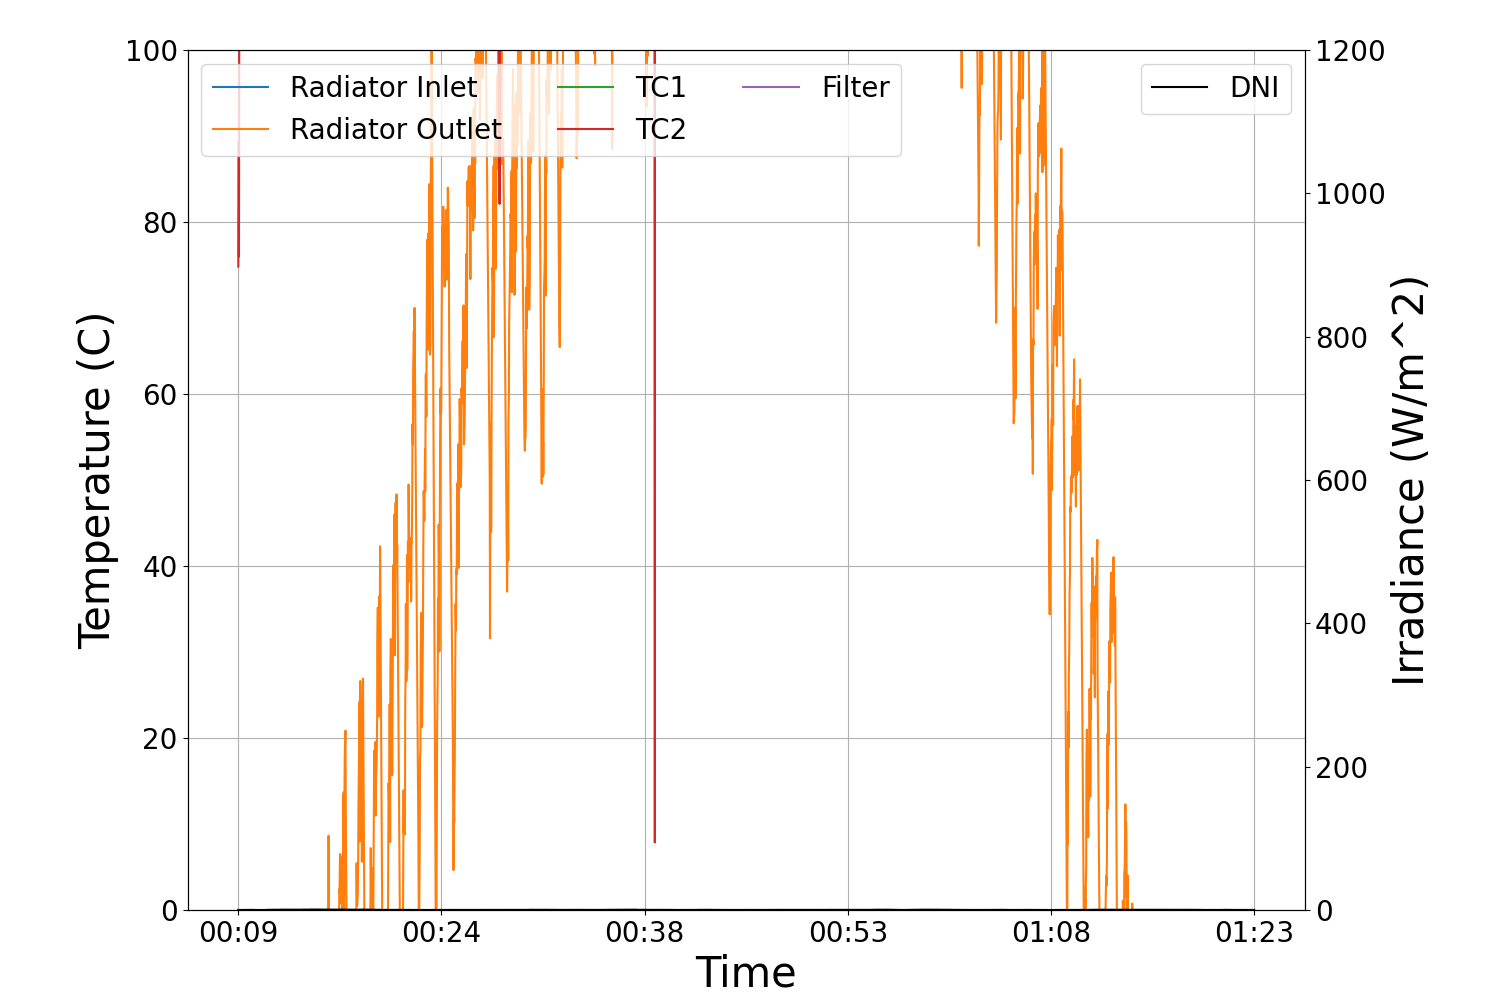 100
80
60
40
20
0
Temperature (C)
Radiator Inlet
Radiator Outlet
TC1
TC2
Filter
DNI
1200
1000
800
600
400
200
0
Irradiance (W/m^2)
00:09
00:24
00:38
00:53
01:08
01:23
Time